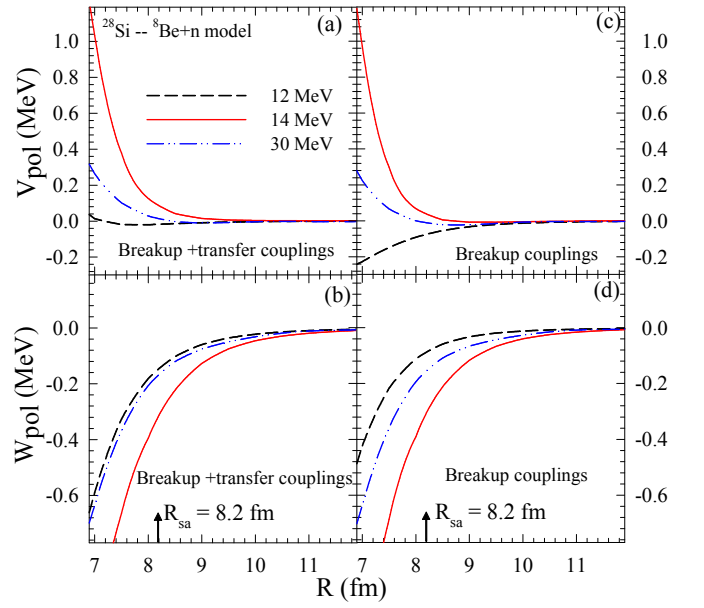 ²⁸Si -- ⁸Be+n model
(a)
(c)
12 MeV
14 MeV
30 MeV
1.0
0.8
0.6
0.4
0.2
0.0
-0.2
V_pol (MeV)
Breakup +transfer couplings
Breakup couplings
1.0
0.8
0.6
0.4
0.2
0.0
-0.2
(b)
(d)
0.0
-0.2
-0.4
-0.6
W_pol (MeV)
Breakup +transfer couplings
Breakup couplings
R_sa = 8.2 fm
R_sa = 8.2 fm
0.0
-0.2
-0.4
-0.6
7 8 9 10 11 7 8 9 10 11
R (fm)